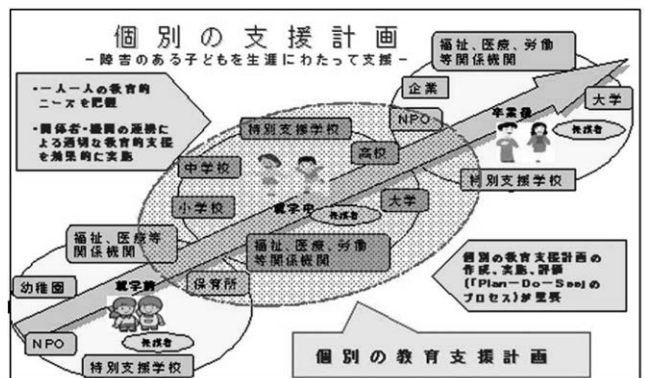 個別の支援計画
－障害のある子どもを生涯にわたって支援－
・一人一人の教育的
ニーズを把握
・関係者・機関の連携に
よる適切な教育的支援
を効果的に実施
福祉、医療、労働
等関係機関
企業
大学
NPO
卒業後
保護者
特別支援学校
特別支援学校
中学校
高校
小学校
就学中
大学
保護者
福祉、医療、労働
等関係機関
福祉、医療等
関係機関
幼稚園
就学前
保育所
NPO
保護者
特別支援学校
個別の教育支援計画の
作成、実施、評価
(「Plan－Do－See」の
プロセス)が重要
個別の教育支援計画